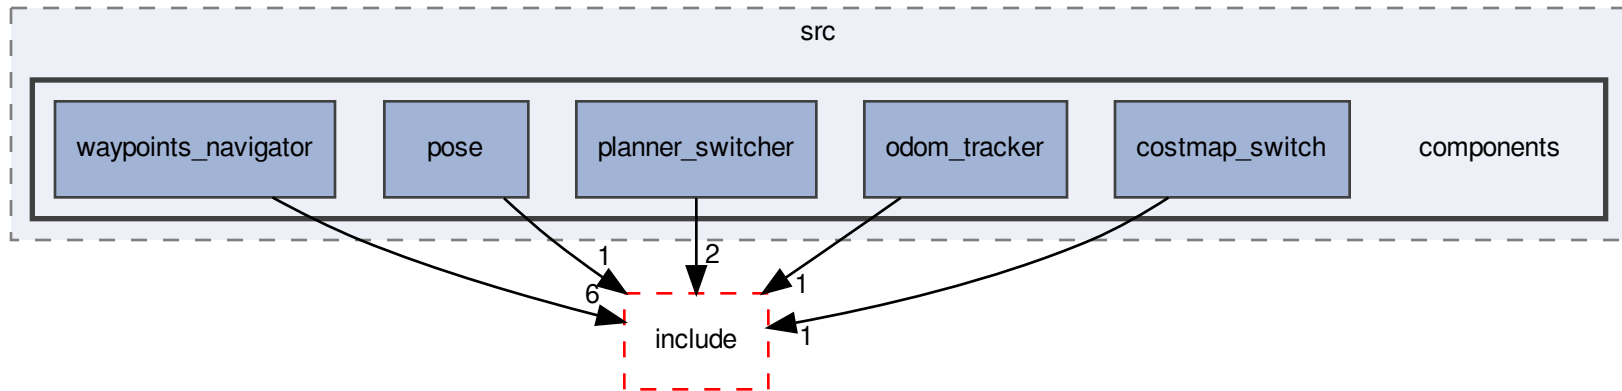 src
waypoints_navigator
pose
planner_switcher
odom_tracker
costmap_switch
components
1
2
6
1
1
include